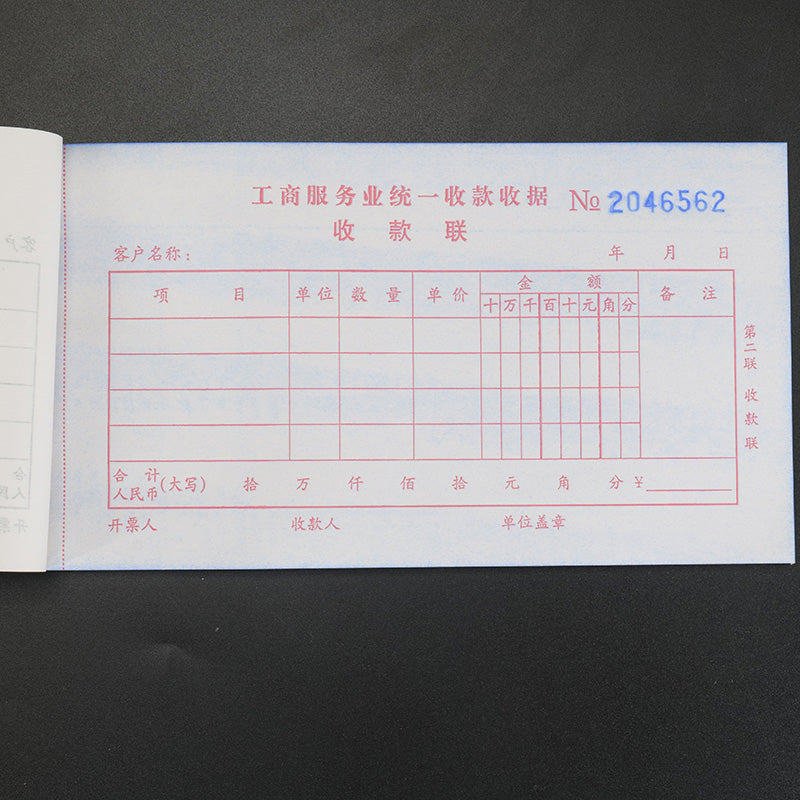 工商服务业统一收款收据 № 2046562
收款联
客户名称: 年 月 日
项目 单位 数量 单价 金额 备注
十 万 千 百 十 元 角 分
合计
人民币 (大写) 拾 万 仟 佰 拾 元 角 分 ¥
开票人 收款人 单位盖章
第二联 收款联